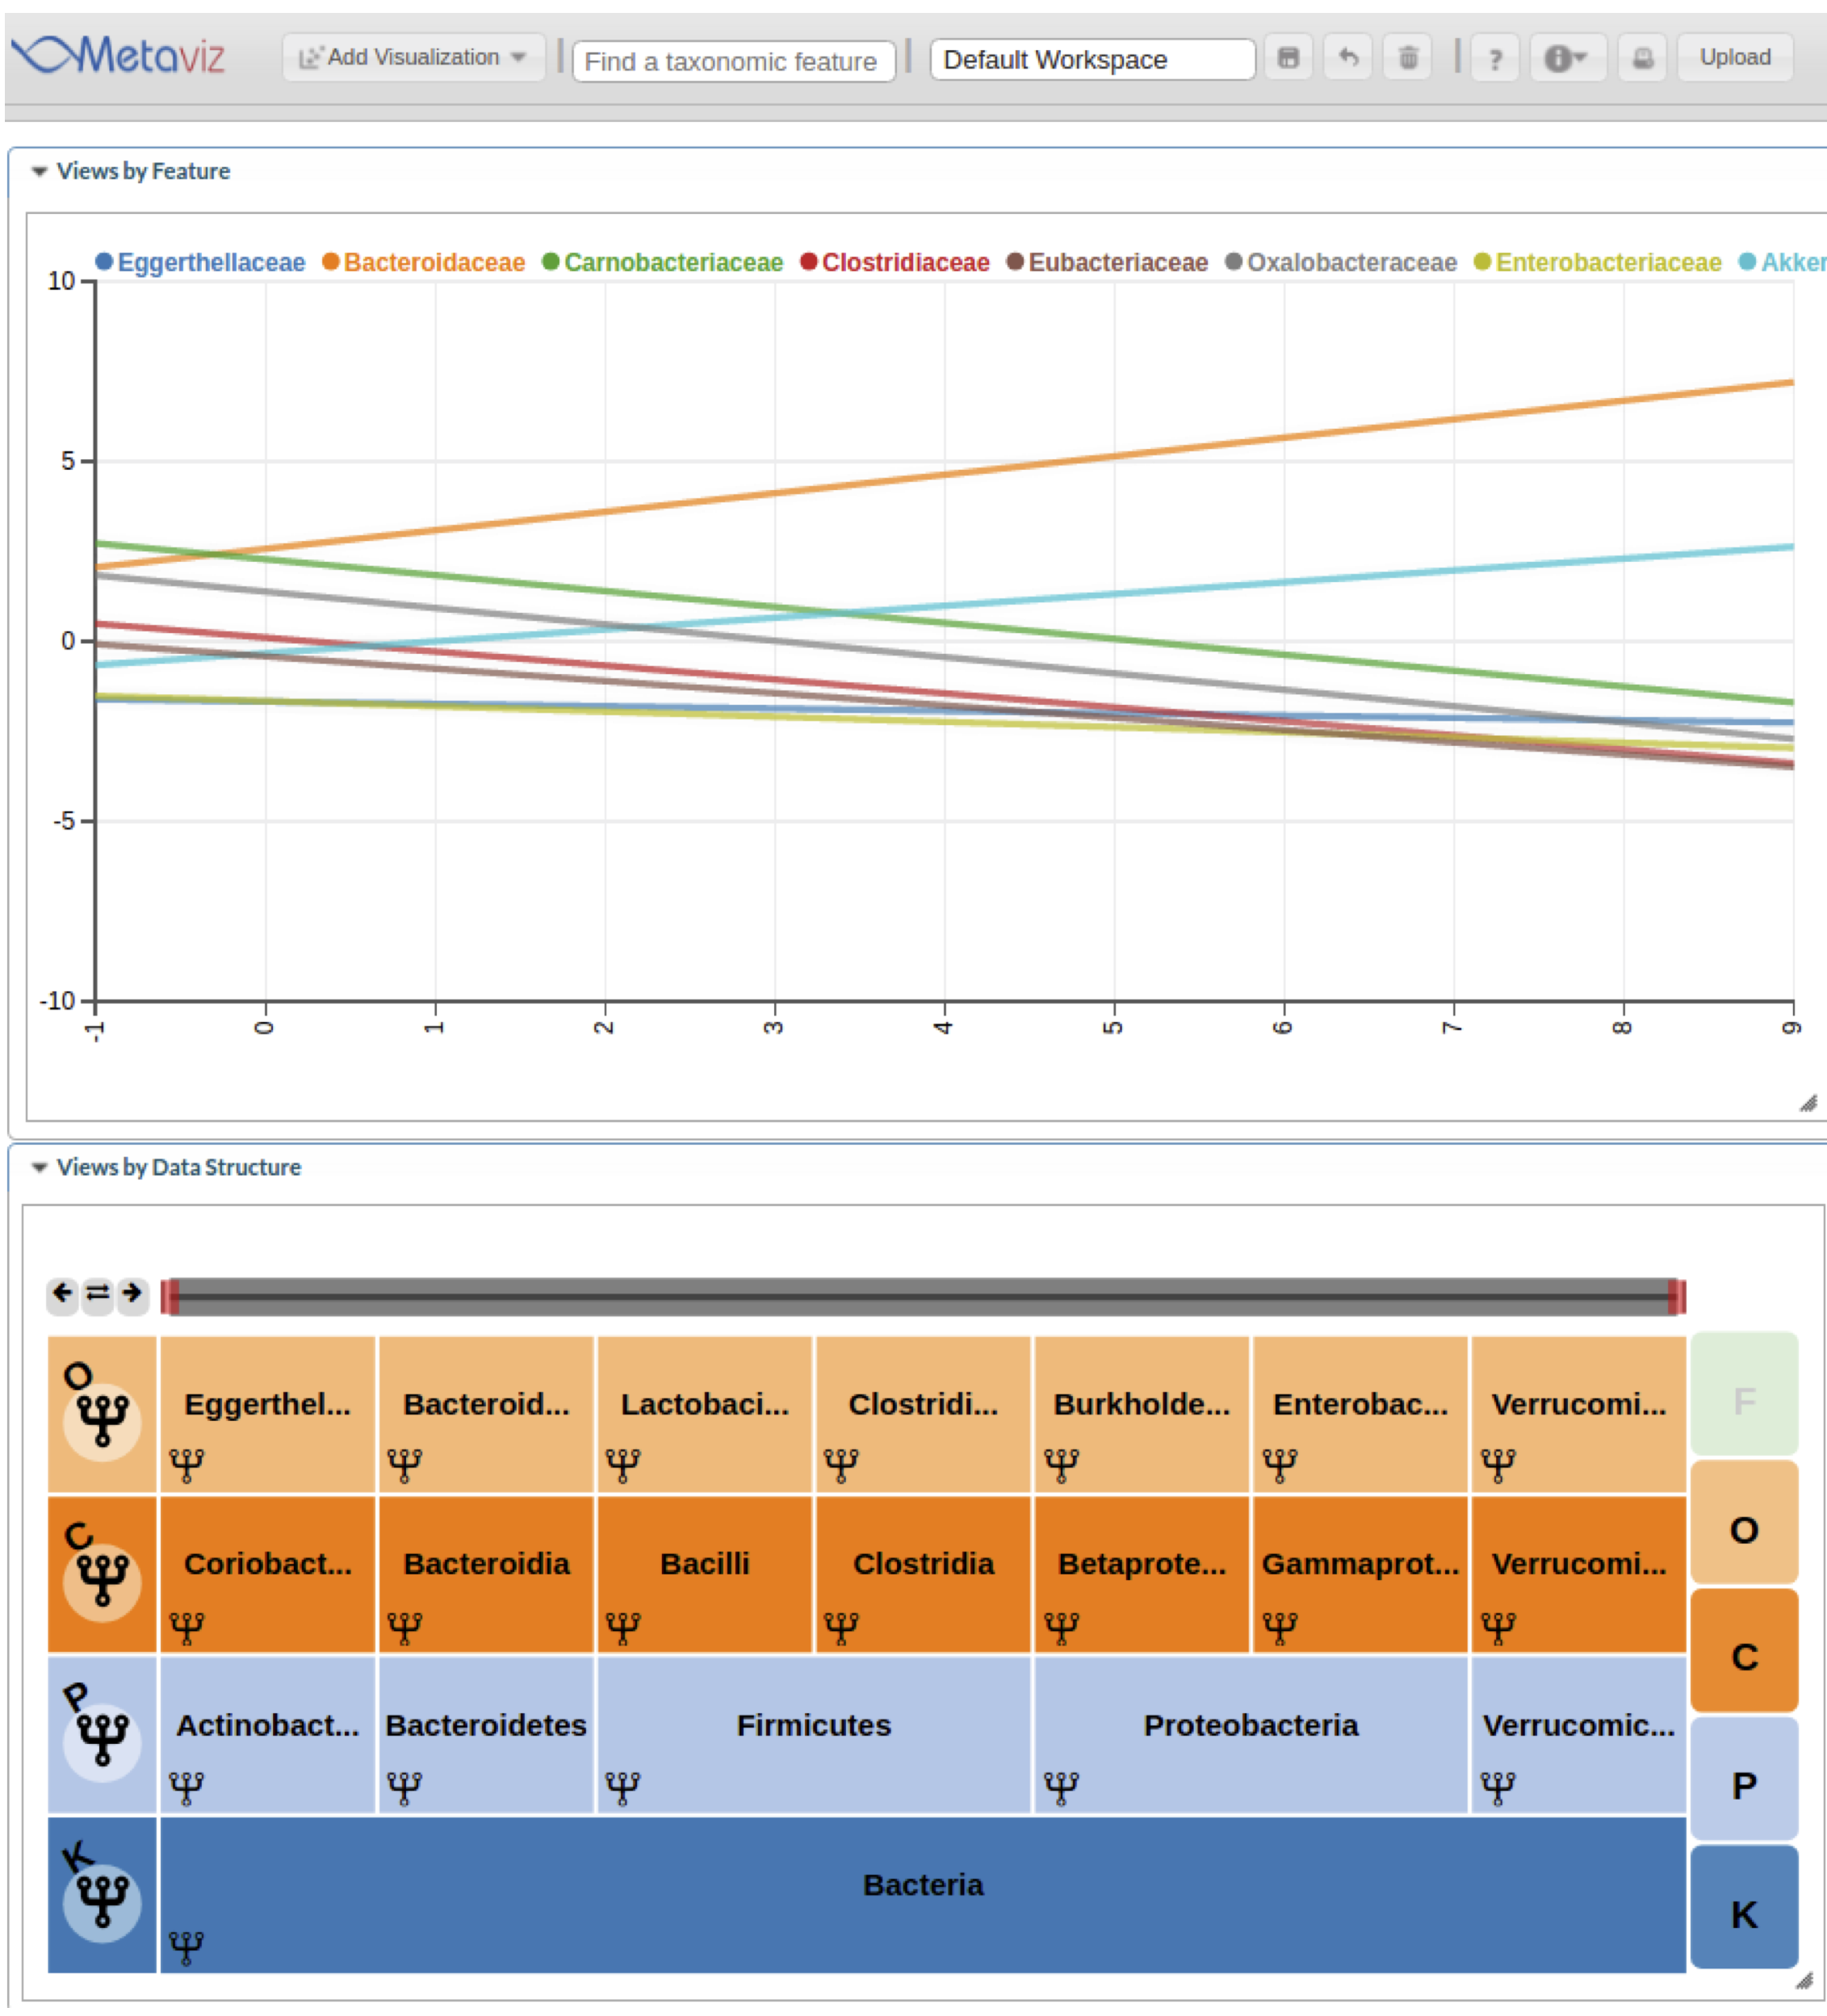 Metaviz Add Visualization Find a taxonomic feature Default Workspace ? Upload
Views by Feature
Eggerthellaceae Bacteroidaceae Carnobacteriaceae Clostridiaceae Eubacteriaceae Oxalobacteraceae Enterobacteriaceae Akker
10
5
0
-5
-10
-1 0 1 2 3 4 5 6 7 8 9
Views by Data Structure
O Eggerthel... Bacteroid... Lactobaci... Clostridi... Burkholde... Enterobac... Verrucomi... F
O
C Coriobact... Bacteroidia Bacilli Clostridia Betaprote... Gammaprot... Verrucomi...
C
P Actinobact... Bacteroidetes Firmicutes Proteobacteria Verrucomic...
P
K Bacteria
K